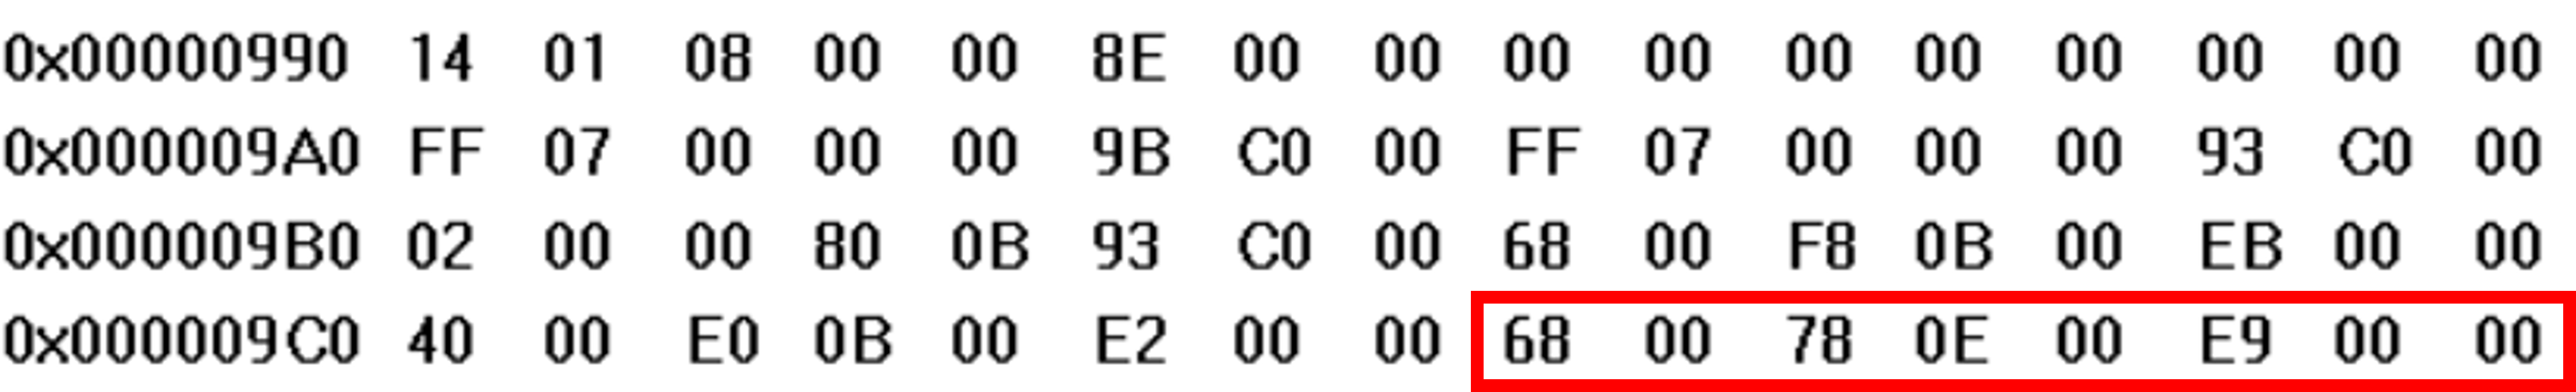 0x00000990 14 01 08 00 00 8E 00 00 00 00 00 00 00 00 00 00
0x000009A0 FF 07 00 00 00 9B C0 00 FF 07 00 00 00 93 C0 00
0x000009B0 02 00 00 80 0B 93 C0 00 68 00 F8 0B 00 EB 00 00
0x000009C0 40 00 E0 0B 00 E2 00 00 68 00 78 0E 00 E9 00 00